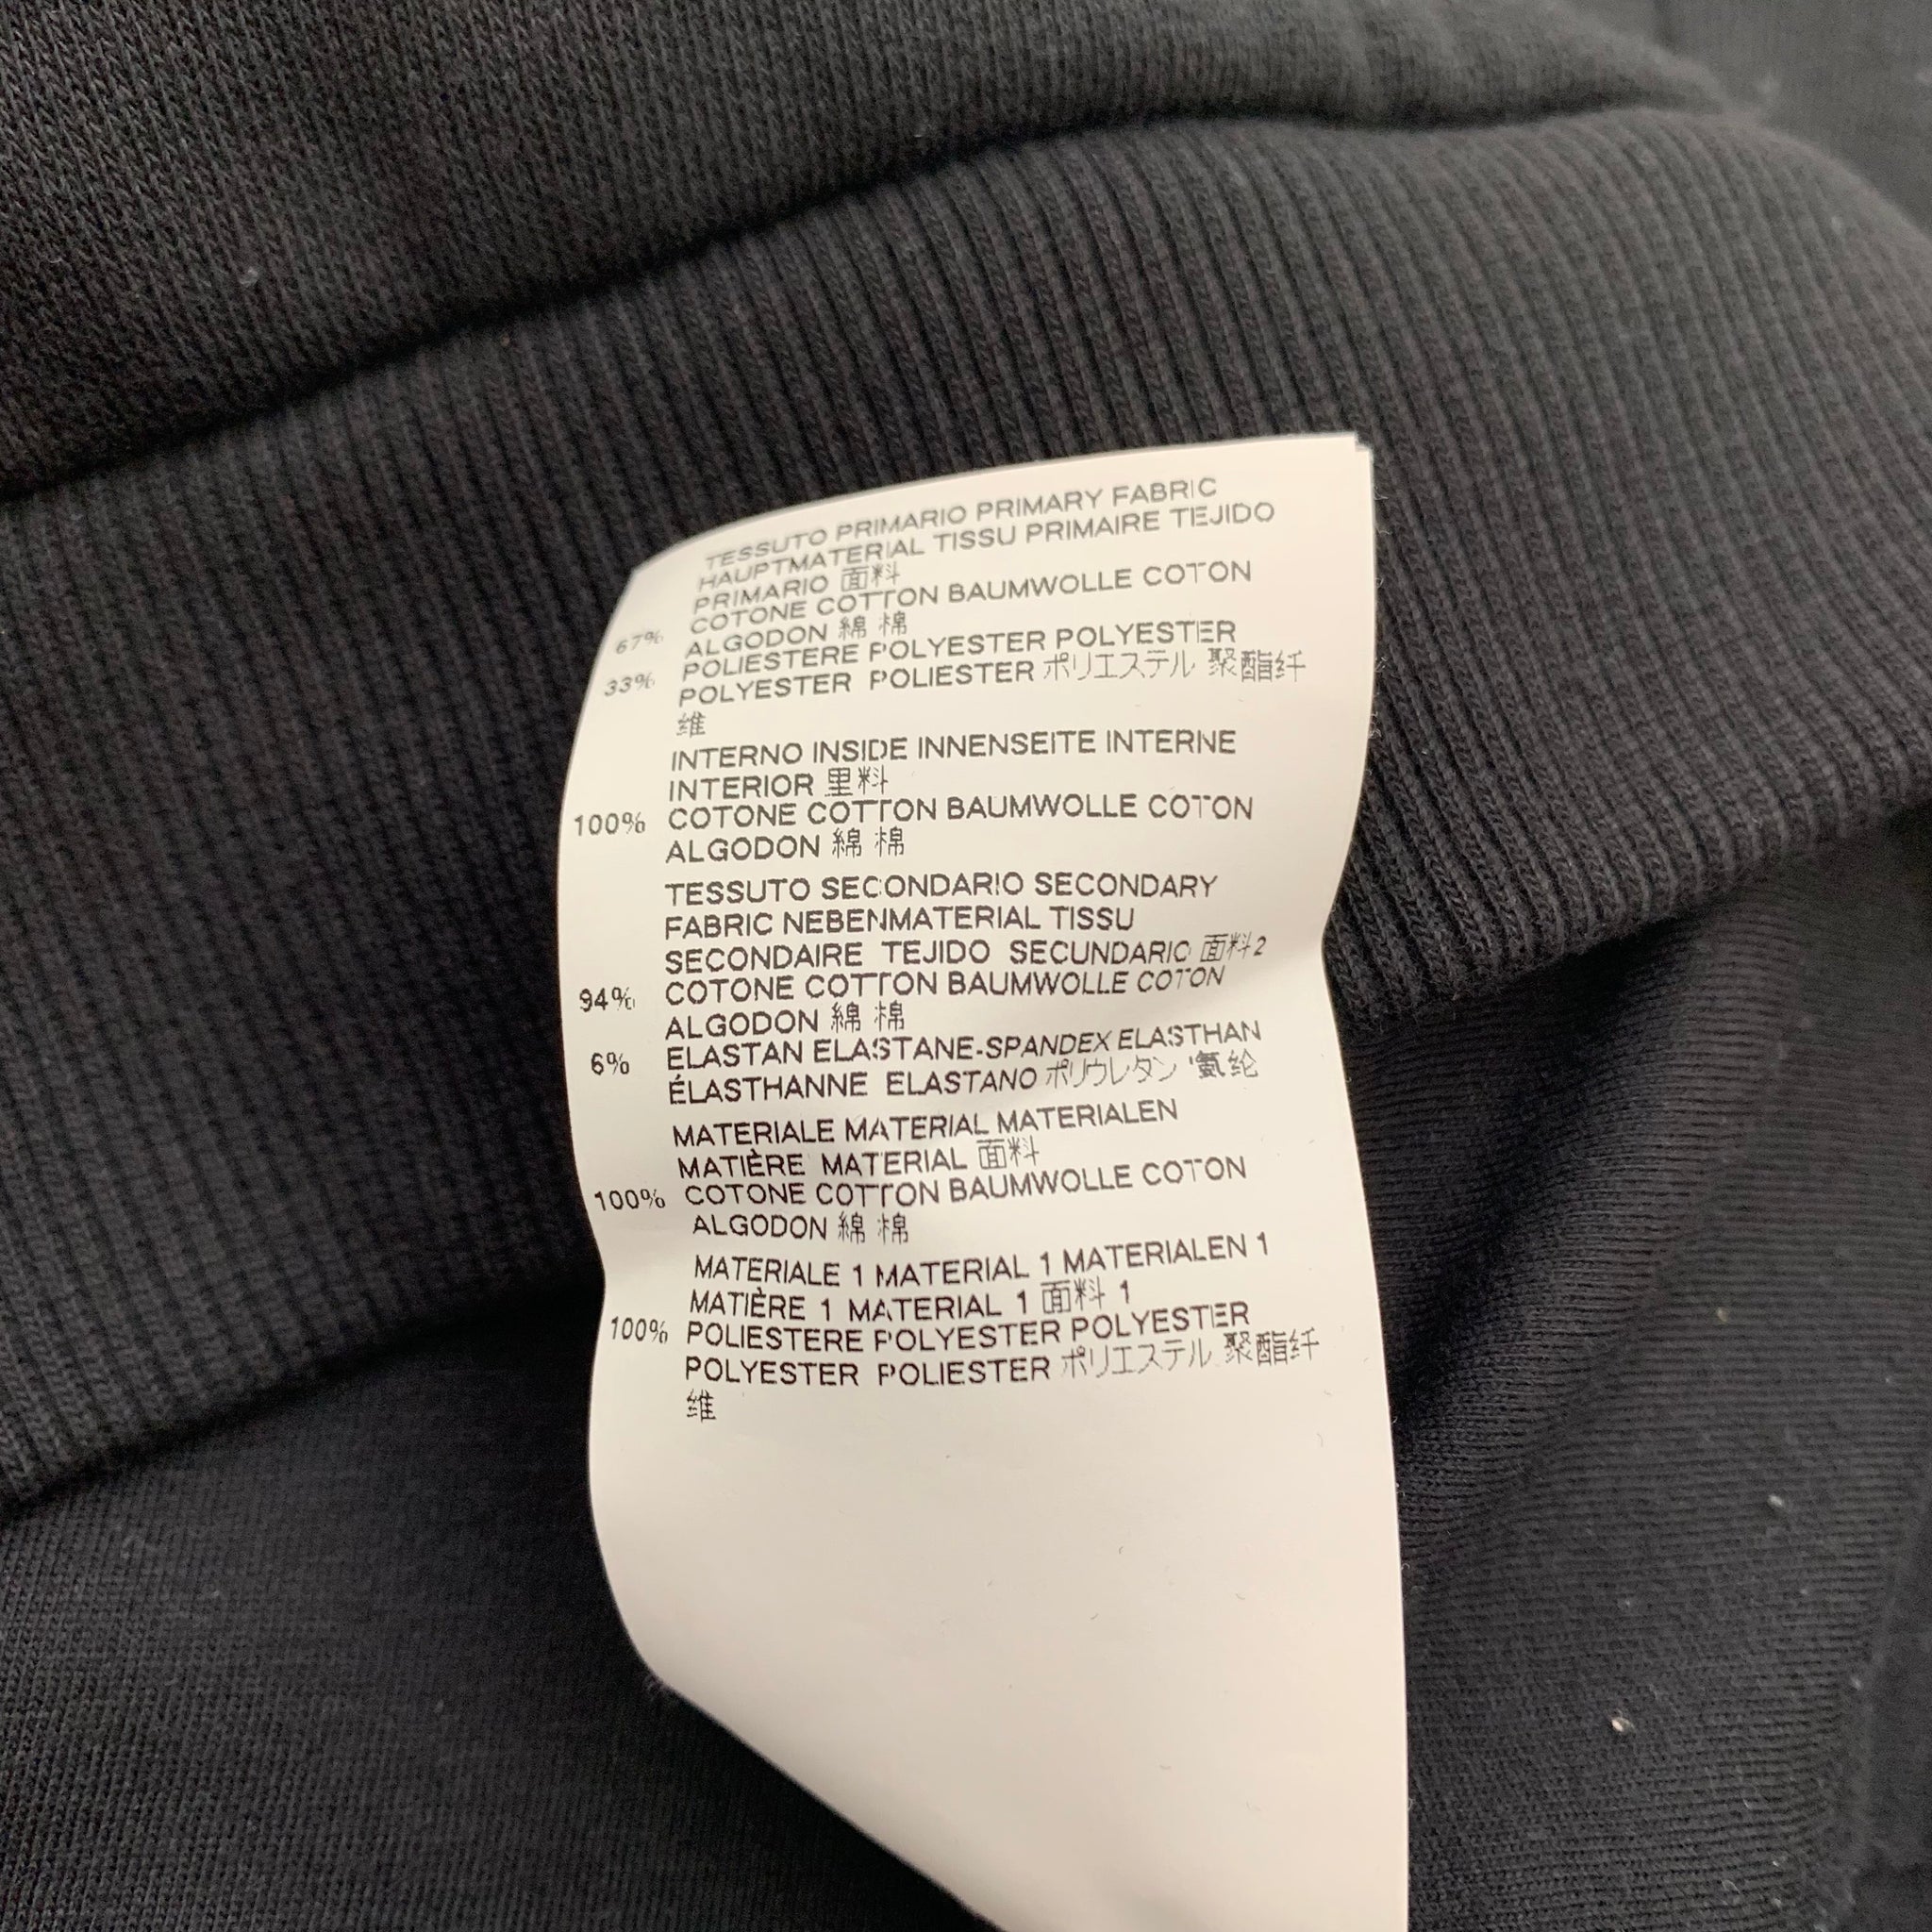 TESSUTO PRIMARIO PRIMARY FABRIC
HAUPTMATERIAL TISSU PRIMAIRE TEJIDO
PRIMARIO 面料
67% COTONE COTTON BAUMWOLLE COTON
ALGODON 綿 棉
33% POLIESTERE POLYESTER POLYESTER
POLYESTER POLIESTER ポリエステル 聚酯纤
维
INTERNO INSIDE INNENSEITE INTERNE
INTERIOR 里料
100% COTONE COTTON BAUMWOLLE COTON
ALGODON 綿 棉
TESSUTO SECONDARIO SECONDARY
FABRIC NEBENMATERIAL TISSU
SECONDAIRE TEJIDO SECUNDARIO 面料2
94% COTONE COTTON BAUMWOLLE COTON
ALGODON 綿 棉
6% ELASTAN ELASTANE-SPANDEX ELASTHAN
ÉLASTHANNE ELASTANO ポリウレタン 氨纶
MATERIALE MATERIAL MATERIALEN
MATIÈRE MATERIAL 面料
100% COTONE COTTON BAUMWOLLE COTON
ALGODON 綿 棉
MATERIALE 1 MATERIAL 1 MATERIALEN 1
MATIÈRE 1 MATERIAL 1 面料 1
100% POLIESTERE POLYESTER POLYESTER
POLYESTER POLIESTER ポリエステル 聚酯纤
维